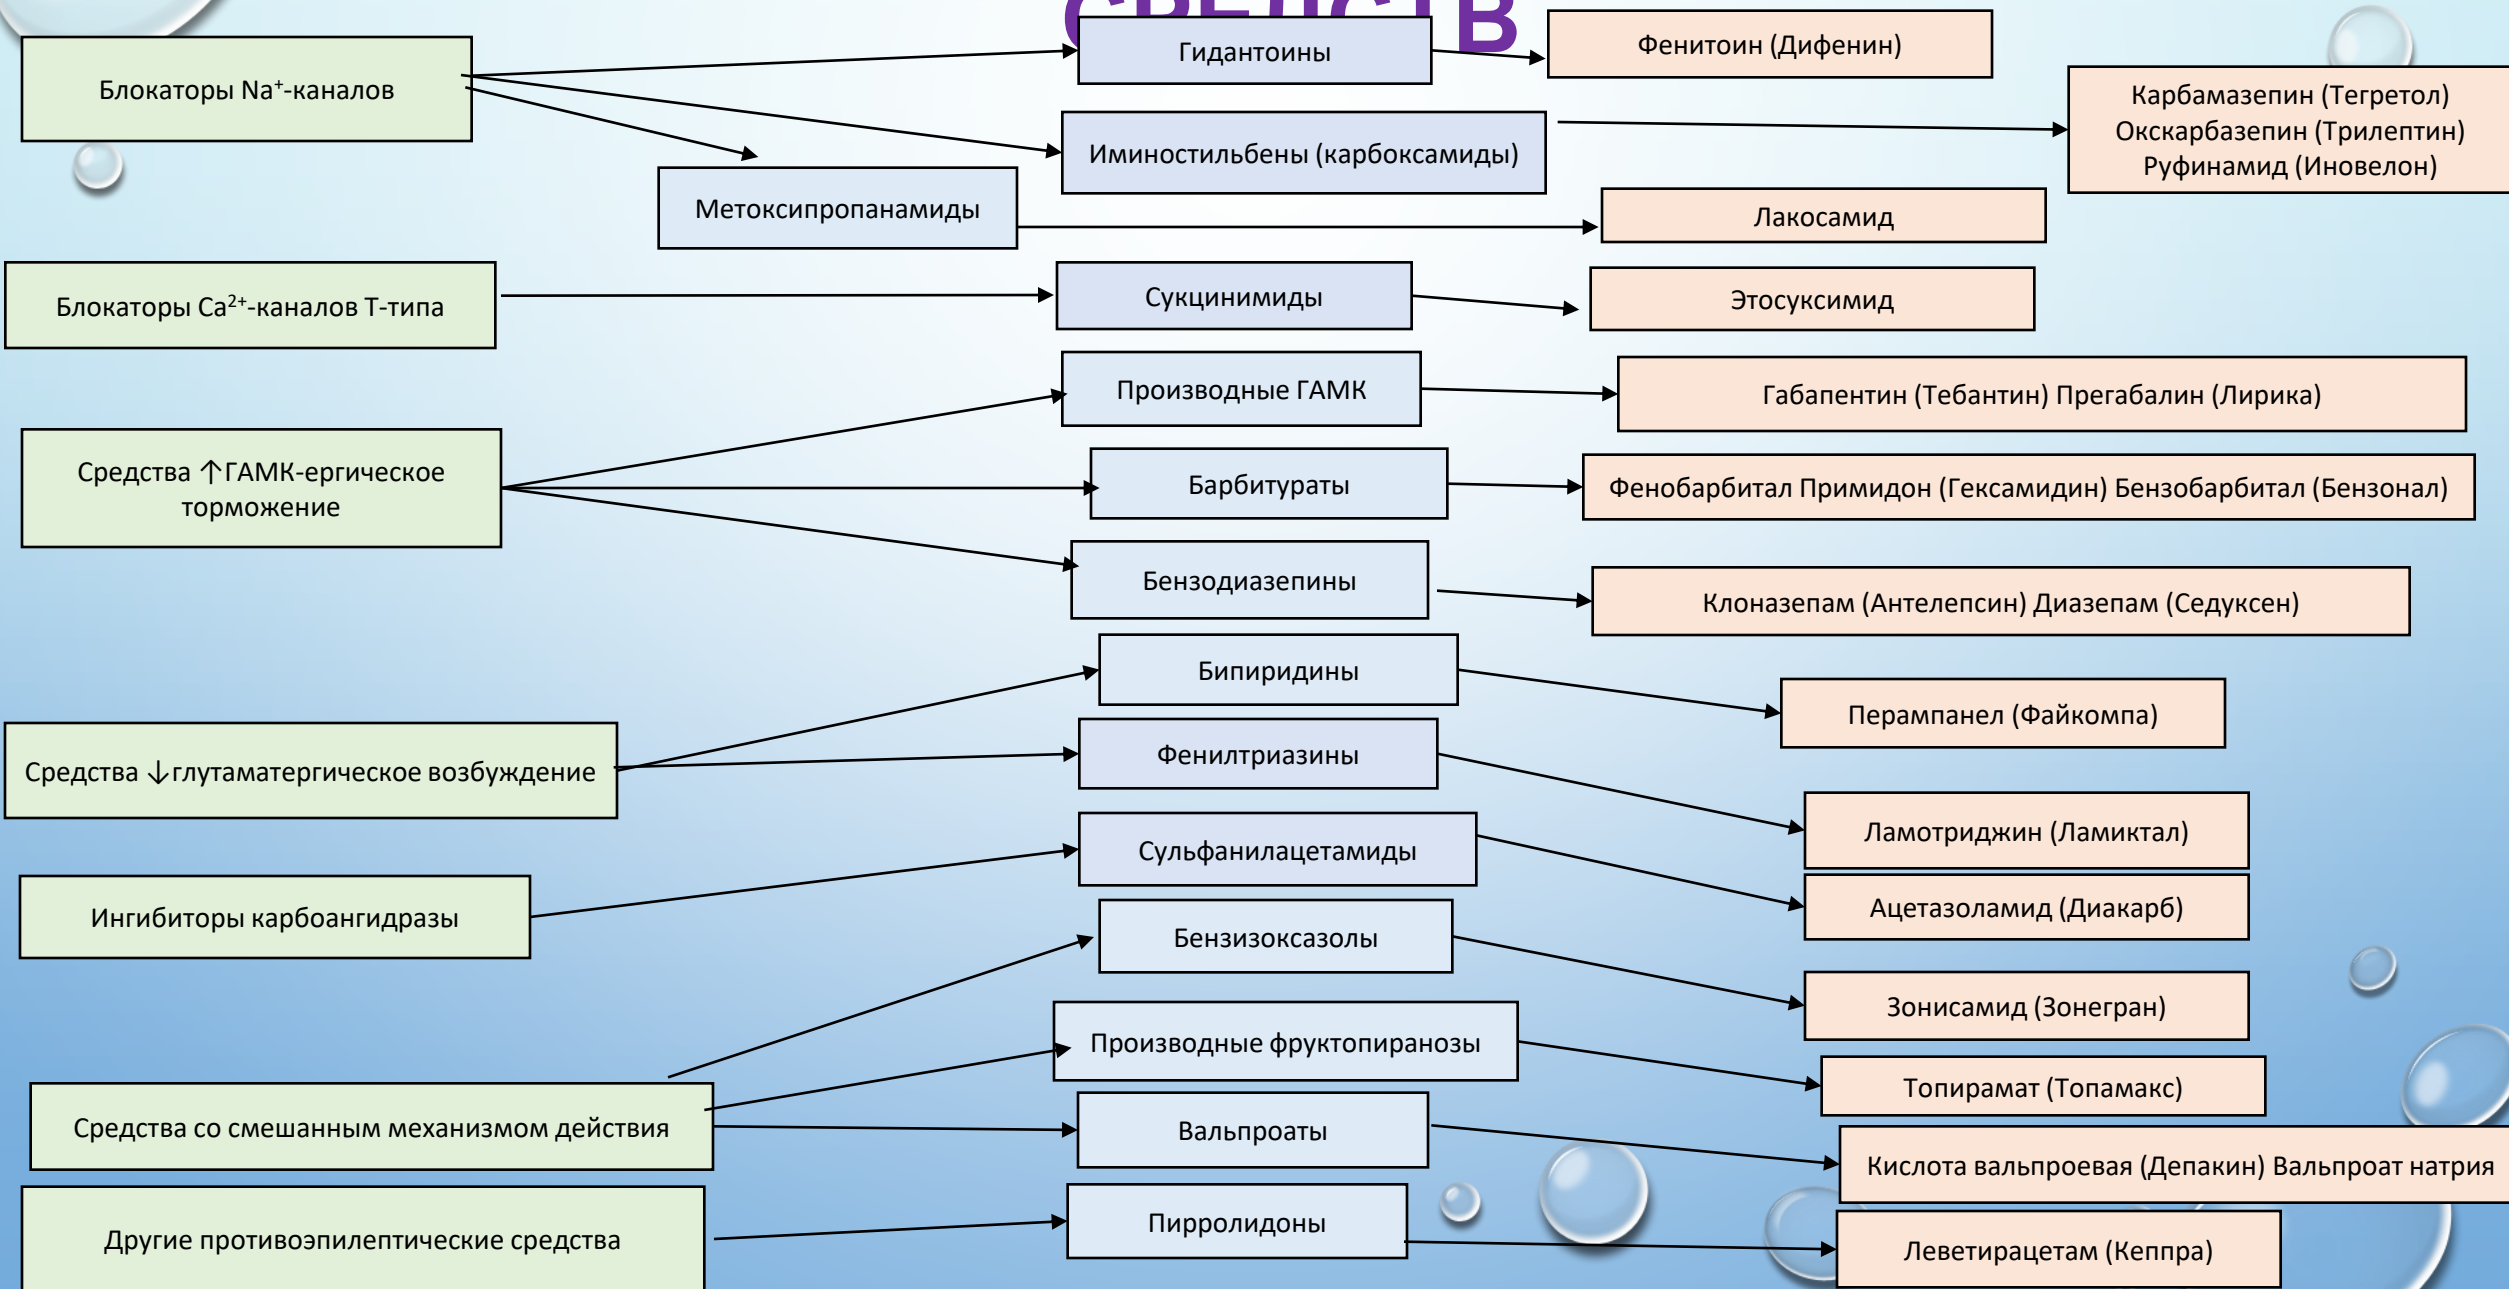 СРЕДСТВ
Блокаторы Na⁺-каналов
Гидантоины
Фенитоин (Дифенин)
Иминостильбены (карбоксамиды)
Карбамазепин (Тегретол)
Окскарбазепин (Трилептин)
Руфинамид (Иновелон)
Метоксипропанамиды
Лакосамид
Блокаторы Ca²⁺-каналов Т-типа
Сукцинимиды
Этосуксимид
Средства ↑ГАМК-ергическое
торможение
Производные ГАМК
Габапентин (Тебантин) Прегабалин (Лирика)
Барбитураты
Фенобарбитал Примидон (Гексамидин) Бензобарбитал (Бензонал)
Бензодиазепины
Клоназепам (Антелепсин) Диазепам (Седуксен)
Средства ↓глутаматергическое возбуждение
Бипиридины
Перампанел (Файкомпа)
Фенилтриазины
Ламотриджин (Ламиктал)
Ингибиторы карбоангидразы
Сульфанилацетамиды
Ацетазоламид (Диакарб)
Средства со смешанным механизмом действия
Бензизоксазолы
Зонисамид (Зонегран)
Производные фруктопиранозы
Топирамат (Топамакс)
Вальпроаты
Кислота вальпроевая (Депакин) Вальпроат натрия
Другие противоэпилептические средства
Пирролидоны
Леветирацетам (Кеппра)